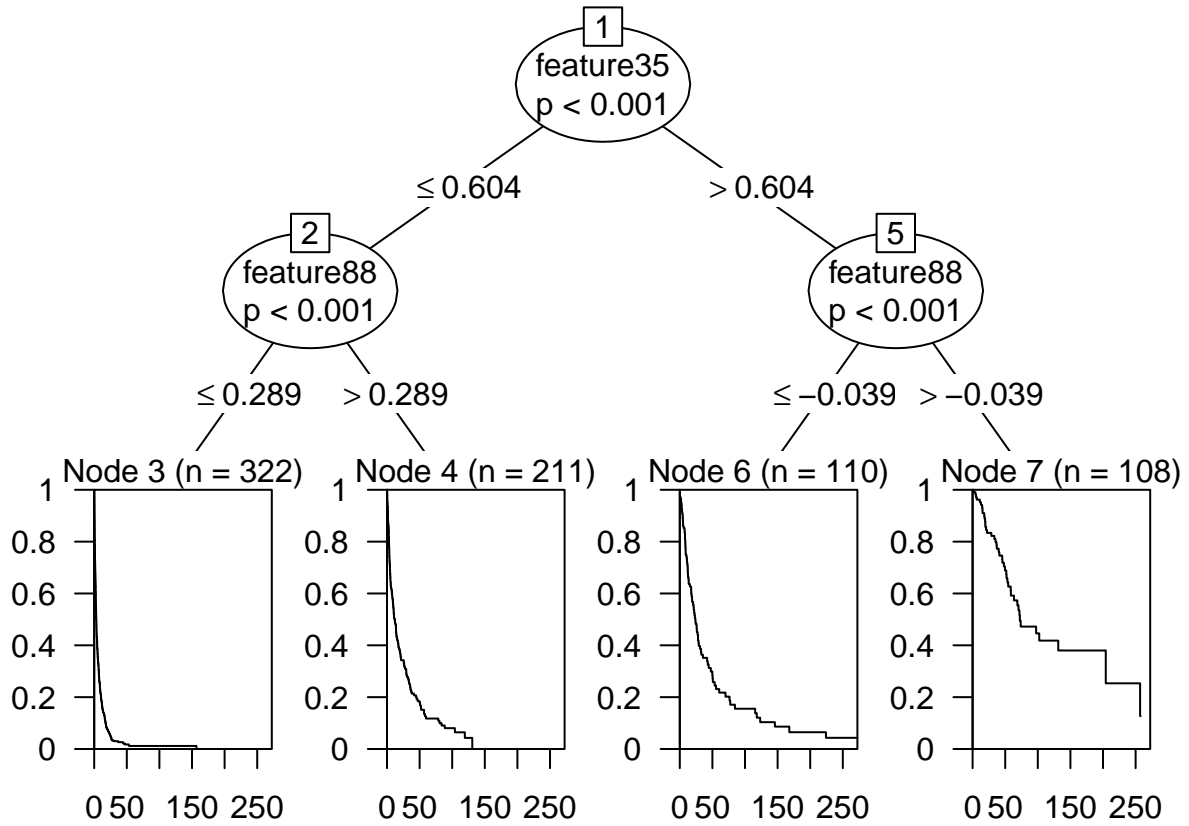 1
feature35
p < 0.001
≤ 0.604
> 0.604
2
feature88
p < 0.001
5
feature88
p < 0.001
≤ 0.289
> 0.289
≤ −0.039
> −0.039
Node 3 (n = 322)
1
0.8
0.6
0.4
0.2
0
0 50 150 250
Node 4 (n = 211)
1
0.8
0.6
0.4
0.2
0
0 50 150 250
Node 6 (n = 110)
1
0.8
0.6
0.4
0.2
0
0 50 150 250
Node 7 (n = 108)
1
0.8
0.6
0.4
0.2
0
0 50 150 250